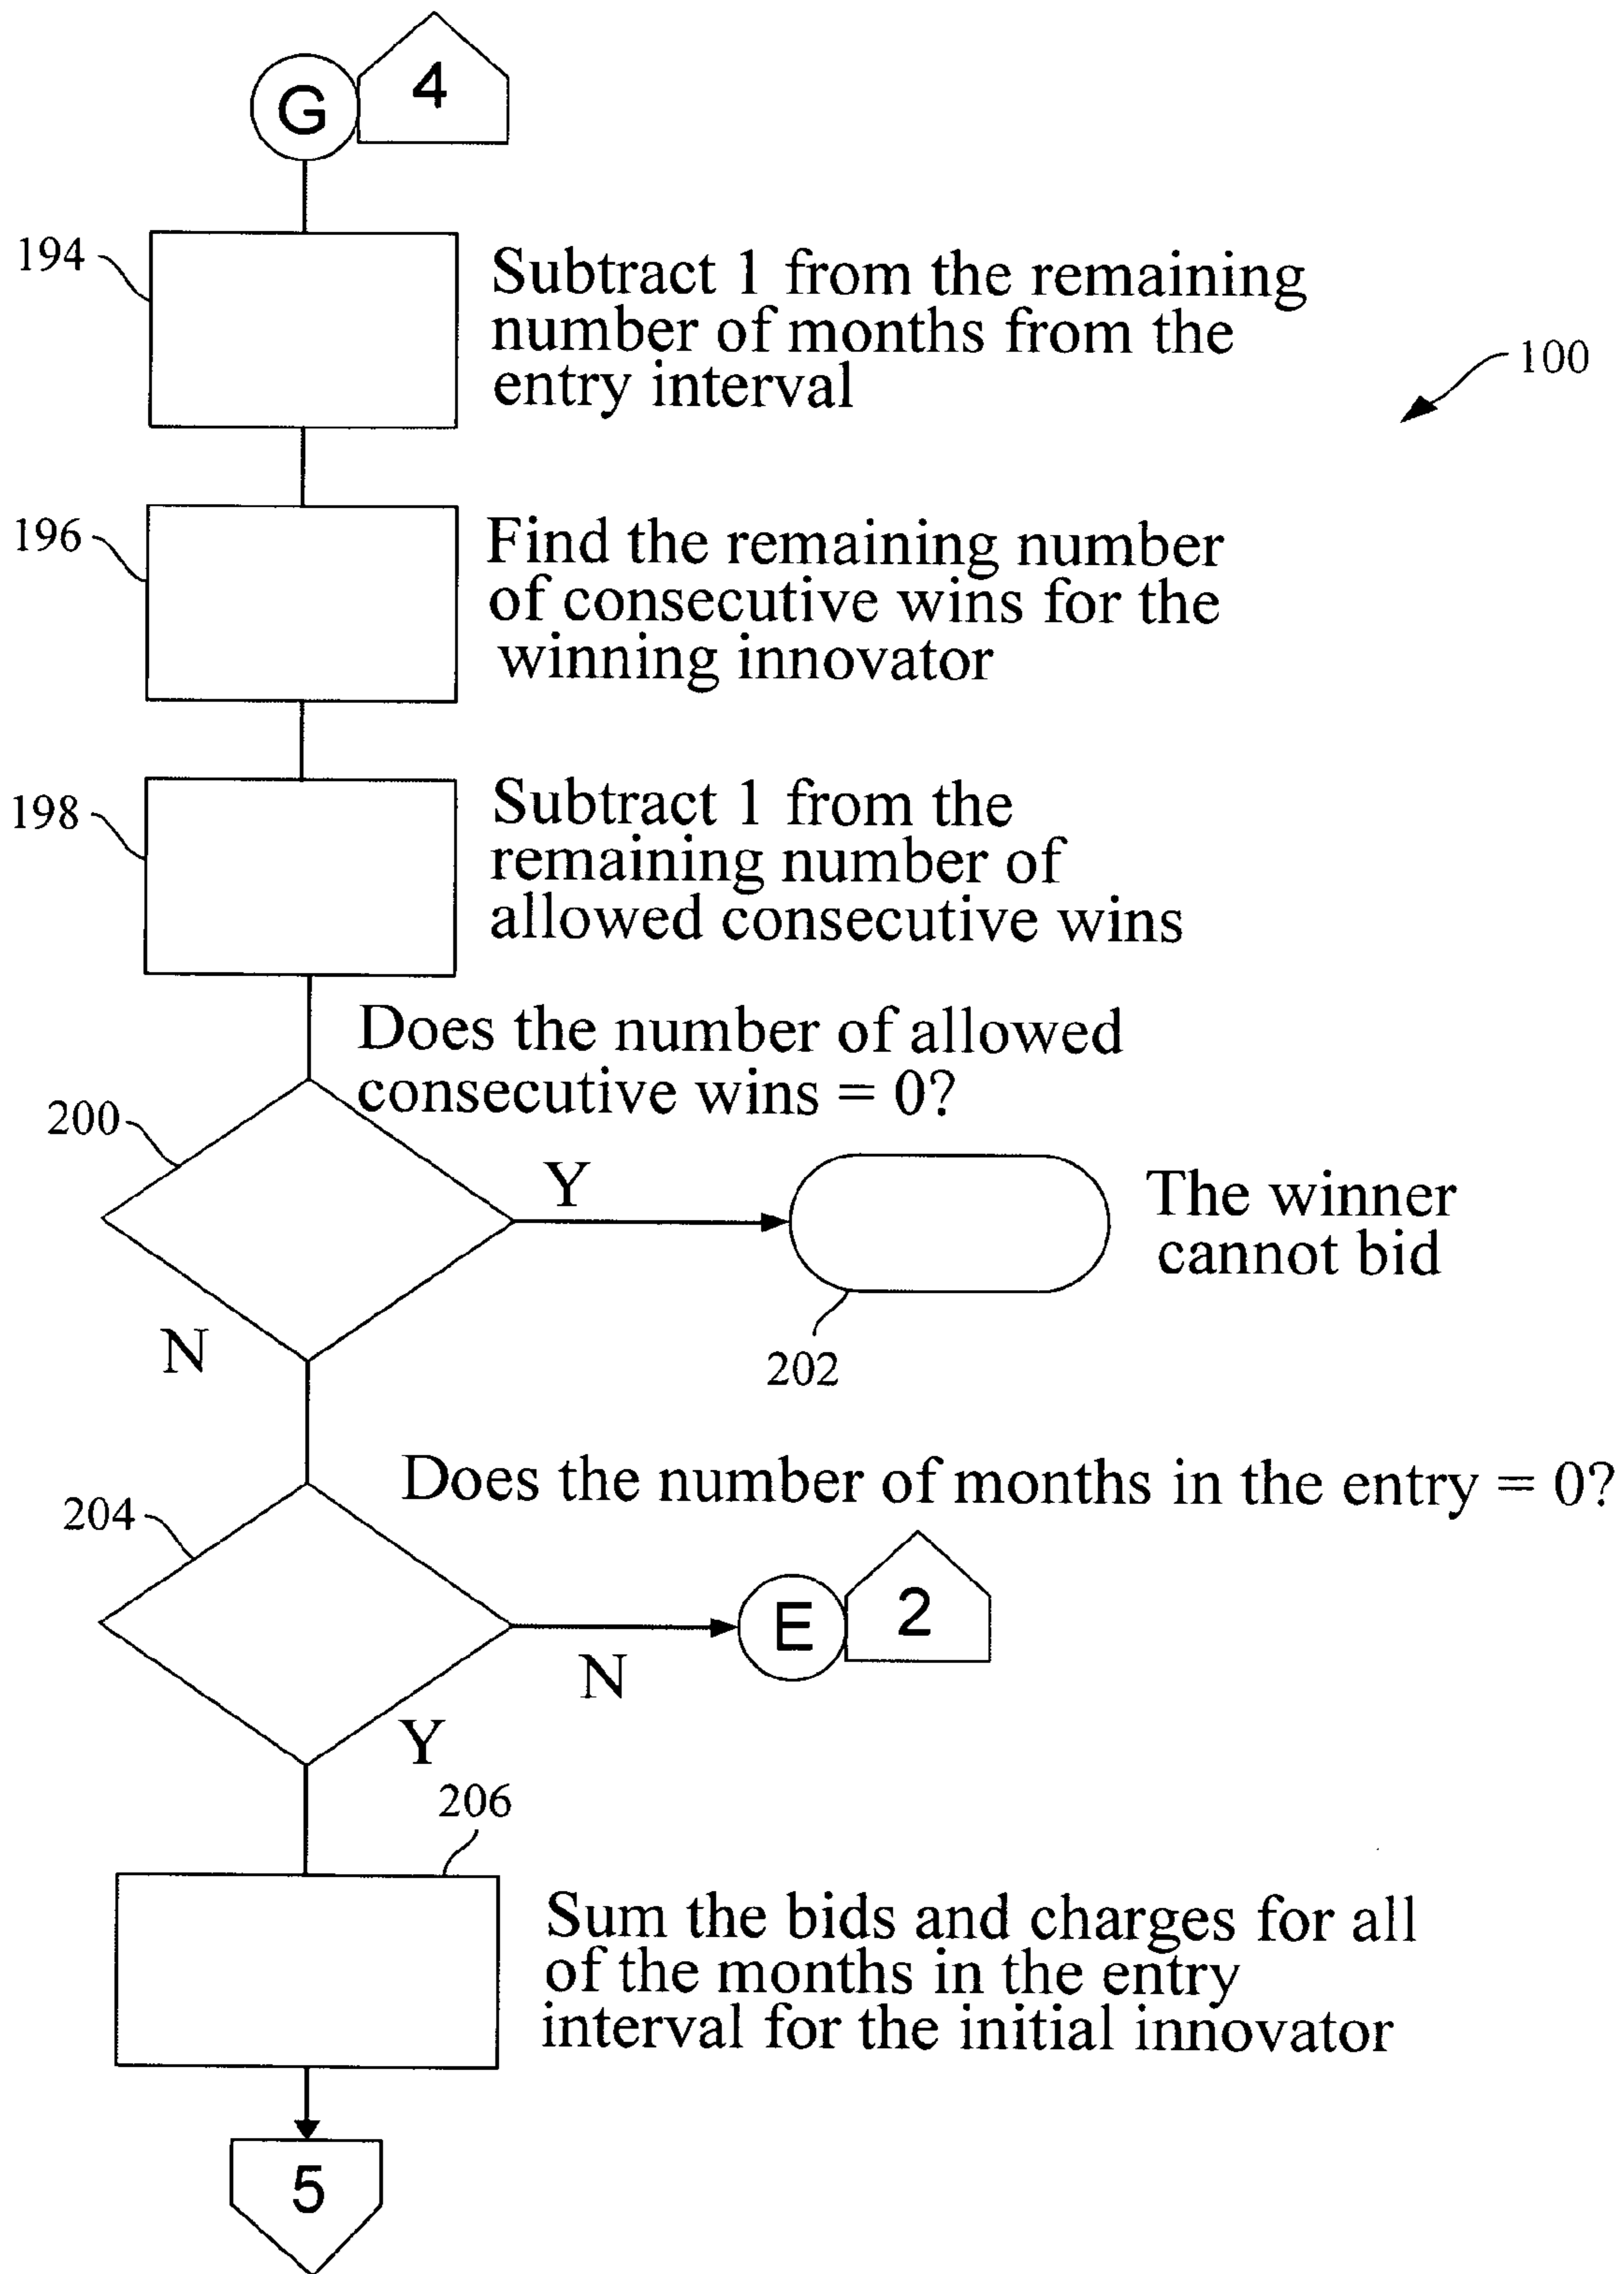 4
G
194
Subtract 1 from the remaining
number of months from the
entry interval
100
196
Find the remaining number
of consecutive wins for the
winning innovator
198
Subtract 1 from the
remaining number of
allowed consecutive wins
Does the number of allowed
consecutive wins = 0?
200
Y
The winner
cannot bid
N
202
Does the number of months in the entry = 0?
204
E
2
N
Y
206
Sum the bids and charges for all
of the months in the entry
interval for the initial innovator
5